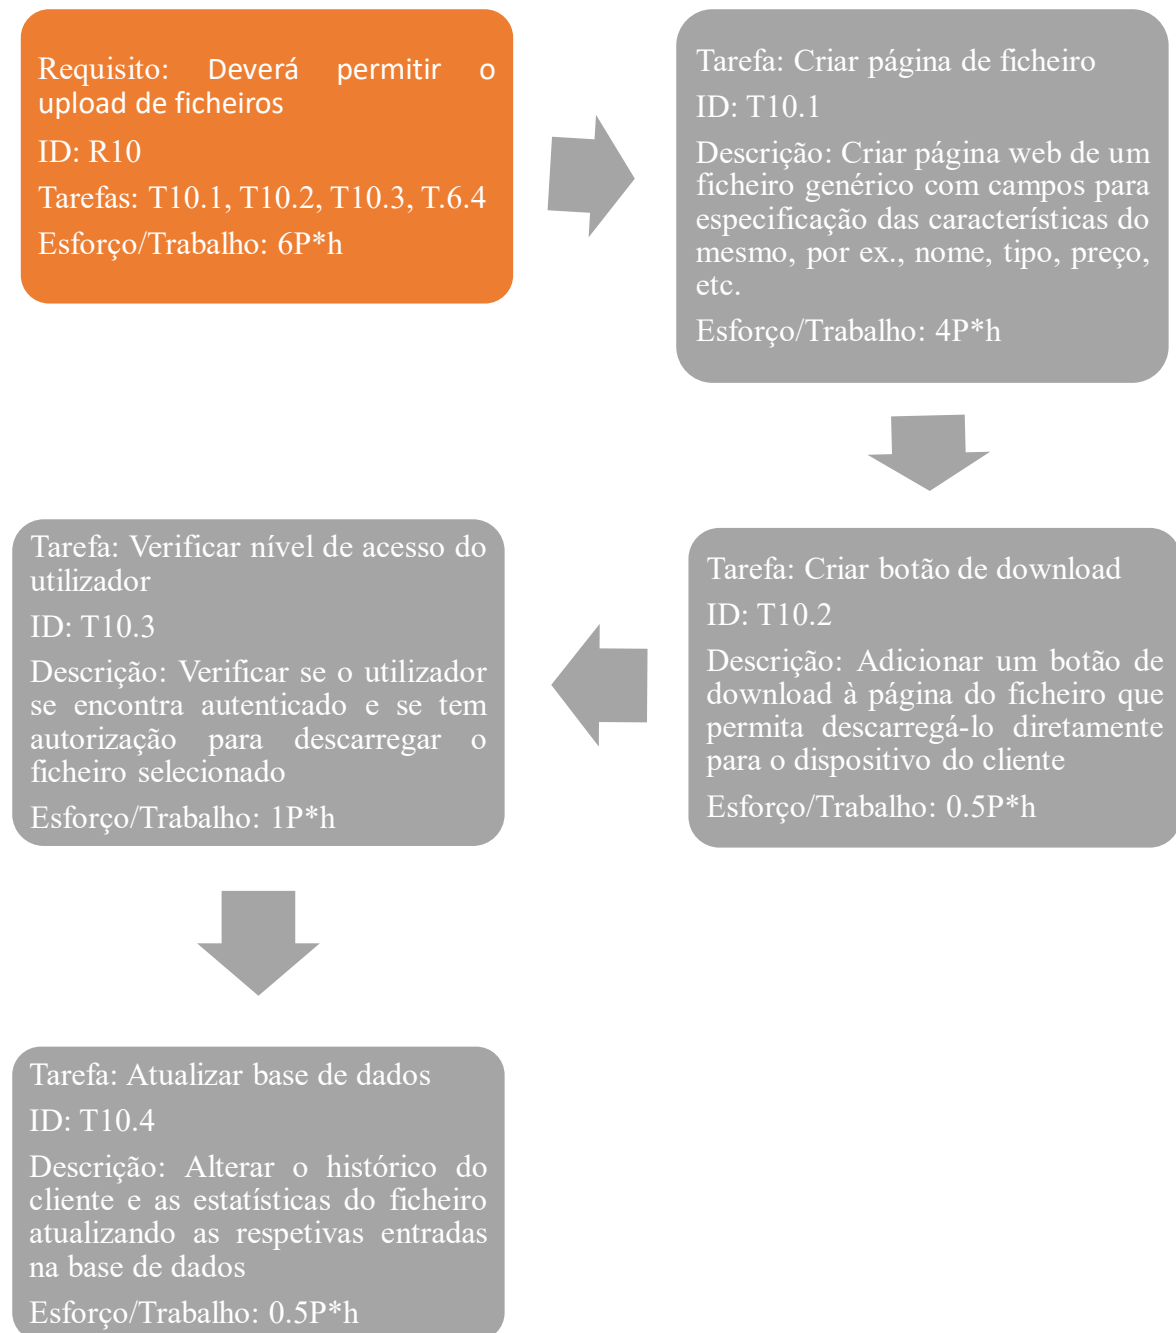 Requisito: Deverá permitir o
upload de ficheiros
ID: R10
Tarefas: T10.1, T10.2, T10.3, T.6.4
Esforço/Trabalho: 6P*h
Tarefa: Criar página de ficheiro
ID: T10.1
Descrição: Criar página web de um
ficheiro genérico com campos para
especificação das características do
mesmo, por ex., nome, tipo, preço,
etc.
Esforço/Trabalho: 4P*h
Tarefa: Criar botão de download
ID: T10.2
Descrição: Adicionar um botão de
download à página do ficheiro que
permita descarregá-lo diretamente
para o dispositivo do cliente
Esforço/Trabalho: 0.5P*h
Tarefa: Verificar nível de acesso do
utilizador
ID: T10.3
Descrição: Verificar se o utilizador
se encontra autenticado e se tem
autorização para descarregar o
ficheiro selecionado
Esforço/Trabalho: 1P*h
Tarefa: Atualizar base de dados
ID: T10.4
Descrição: Alterar o histórico do
cliente e as estatísticas do ficheiro
atualizando as respetivas entradas
na base de dados
Esforço/Trabalho: 0.5P*h